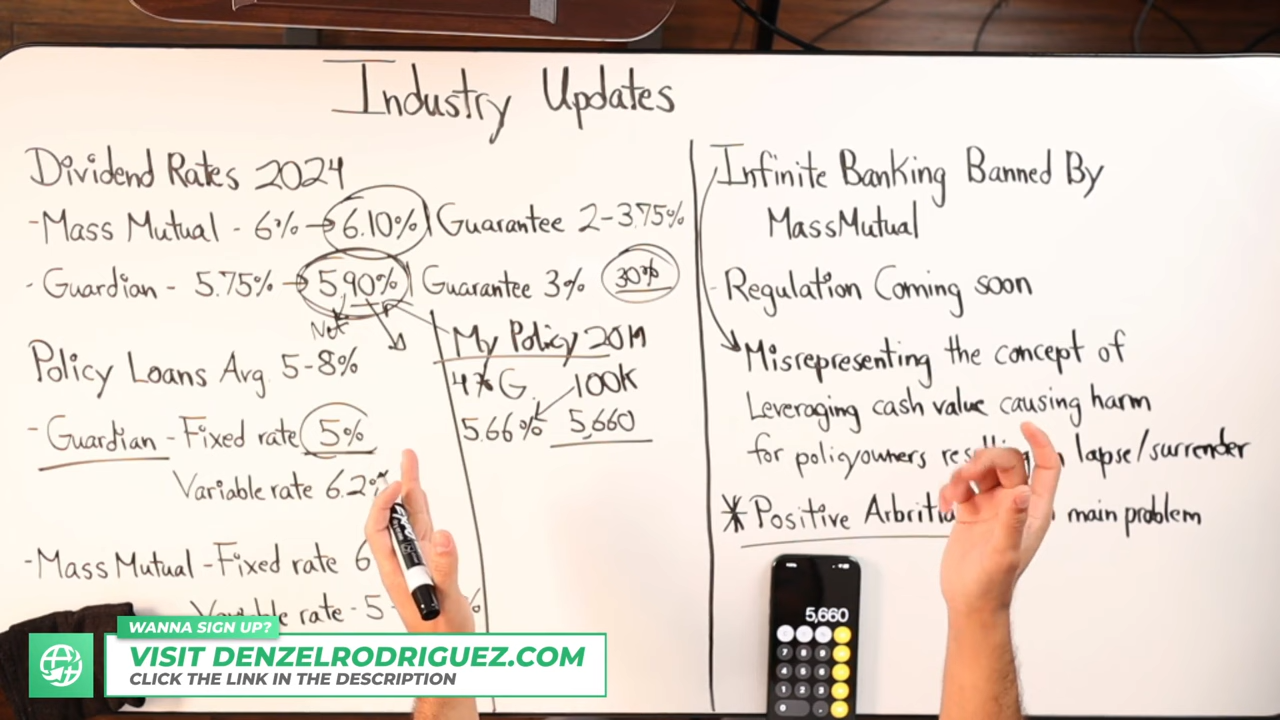 Industry Updates
Dividend Rates 2024
- Mass Mutual - 6% → 6.10% | Guarantee 2-3.75%
- Guardian - 5.75% → 5.90% | Guarantee 3% 30%
Net
Policy Loans Avg. 5-8%
- Guardian - Fixed rate 5%
Variable rate 6.2
- Mass Mutual - Fixed rate 6
rate - 5 %
My Policy 2019
4% G. 100K
5.66% 5,660
Infinite Banking Banned By
MassMutual
- Regulation Coming soon
Misrepresenting the concept of
Leveraging cash value causing harm
for policyowners lapse/surrender
* Positive main problem
5,660
WANNA SIGN UP?
VISIT DENZELRODRIGUEZ.COM
CLICK THE LINK IN THE DESCRIPTION